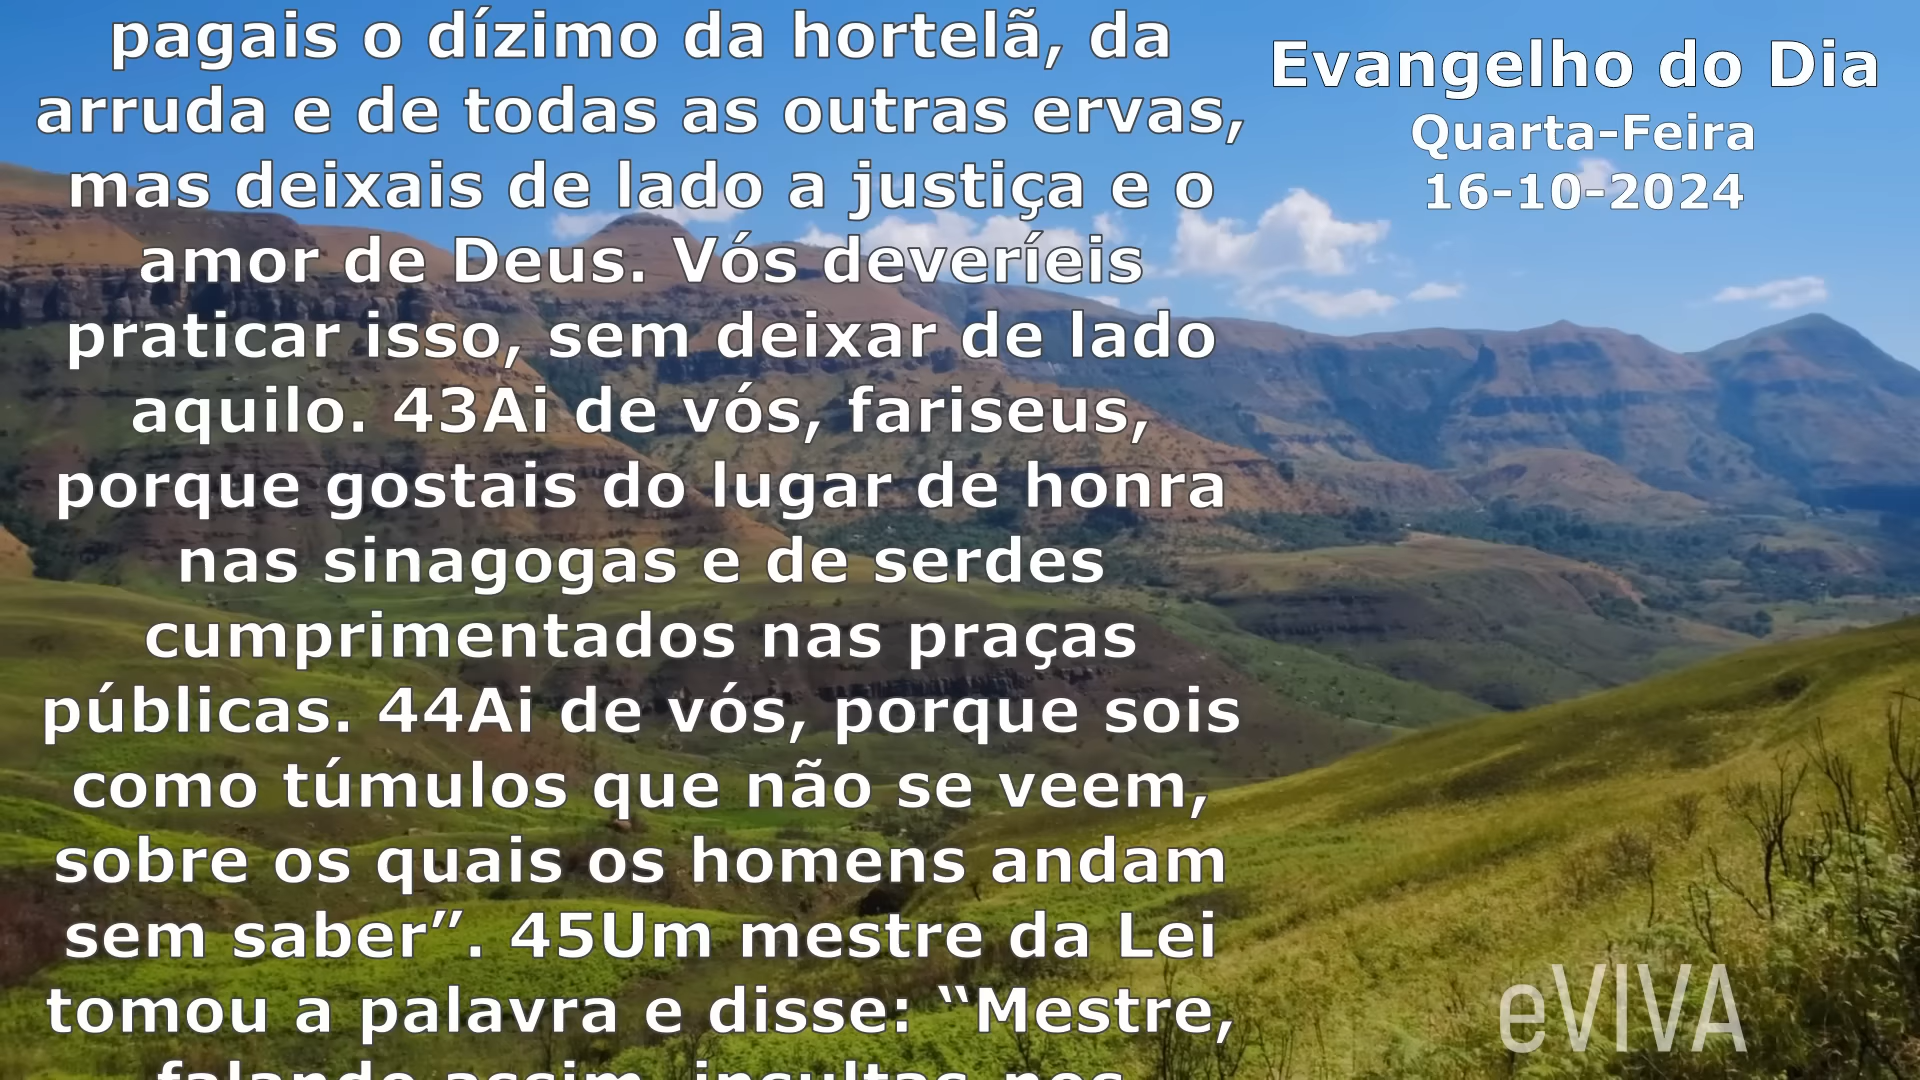 pagais o dízimo da hortelã, da
arruda e de todas as outras ervas,
mas deixais de lado a justiça e o
amor de Deus. Vós deveríeis
praticar isso, sem deixar de lado
aquilo. 43Ai de vós, fariseus,
porque gostais do lugar de honra
nas sinagogas e de serdes
cumprimentados nas praças
públicas. 44Ai de vós, porque sois
como túmulos que não se veem,
sobre os quais os homens andam
sem saber”. 45Um mestre da Lei
tomou a palavra e disse: “Mestre,
falando assim, insultas-nos
Evangelho do Dia
Quarta-Feira
16-10-2024
eVIVA